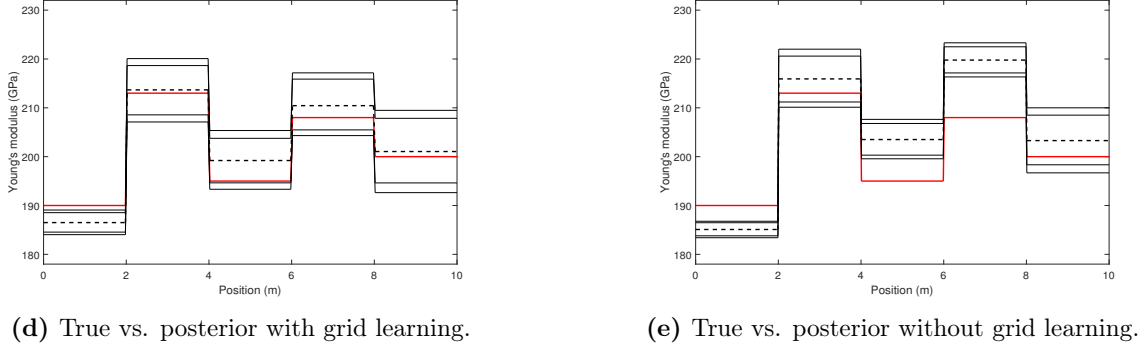 230
220
210
200
190
180
Young's modulus (GPa)
0 2 4 6 8 10
Position (m)
(d) True vs. posterior with grid learning.
230
220
210
200
190
180
Young's modulus (GPa)
0 2 4 6 8 10
Position (m)
(e) True vs. posterior without grid learning.